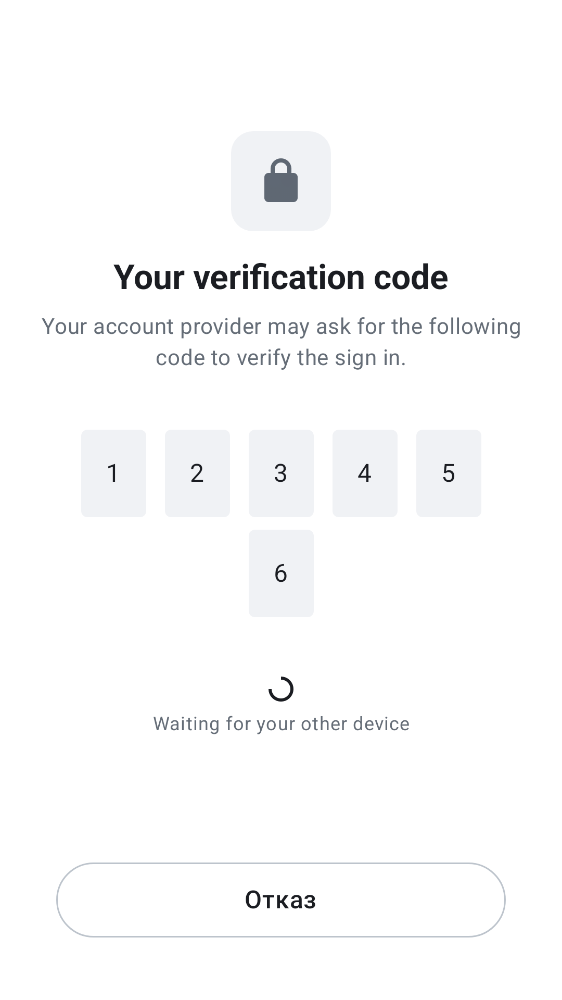 Your verification code
Your account provider may ask for the following
code to verify the sign in.
1 2 3 4 5
6
Waiting for your other device
Отказ